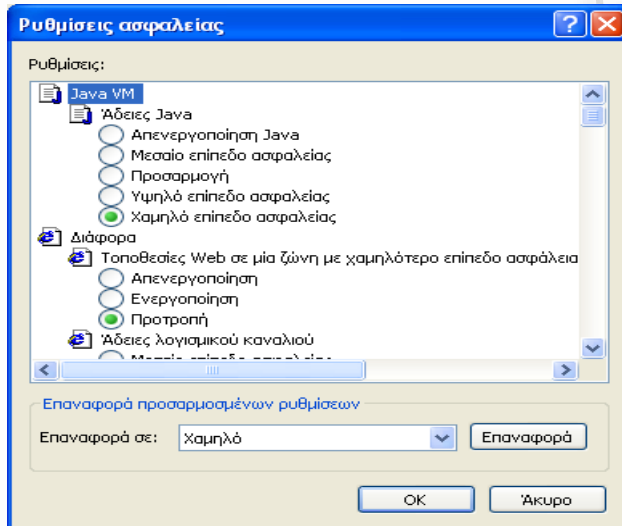 Ρυθμίσεις ασφαλείας
Ρυθμίσεις:
Java VM
Άδειες Java
Απενεργοποίηση Java
Μεσαίο επίπεδο ασφαλείας
Προσαρμογή
Υψηλό επίπεδο ασφαλείας
Χαμηλό επίπεδο ασφαλείας
Διάφορα
Τοποθεσίες Web σε μία ζώνη με χαμηλότερο επίπεδο ασφάλεια
Απενεργοποίηση
Ενεργοποίηση
Προτροπή
Άδειες λογισμικού καναλιού
Επαναφορά προσαρμοσμένων ρυθμίσεων
Επαναφορά σε: Χαμηλό Επαναφορά
OK Άκυρο